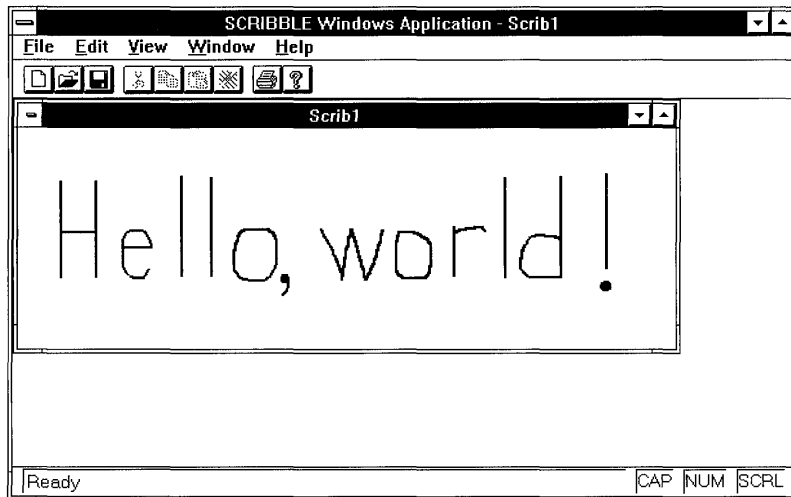 SCRIBBLE Windows Application - Scrib1
File Edit View Window Help
Scrib1
Hello, world!
Ready CAP NUM SCRL